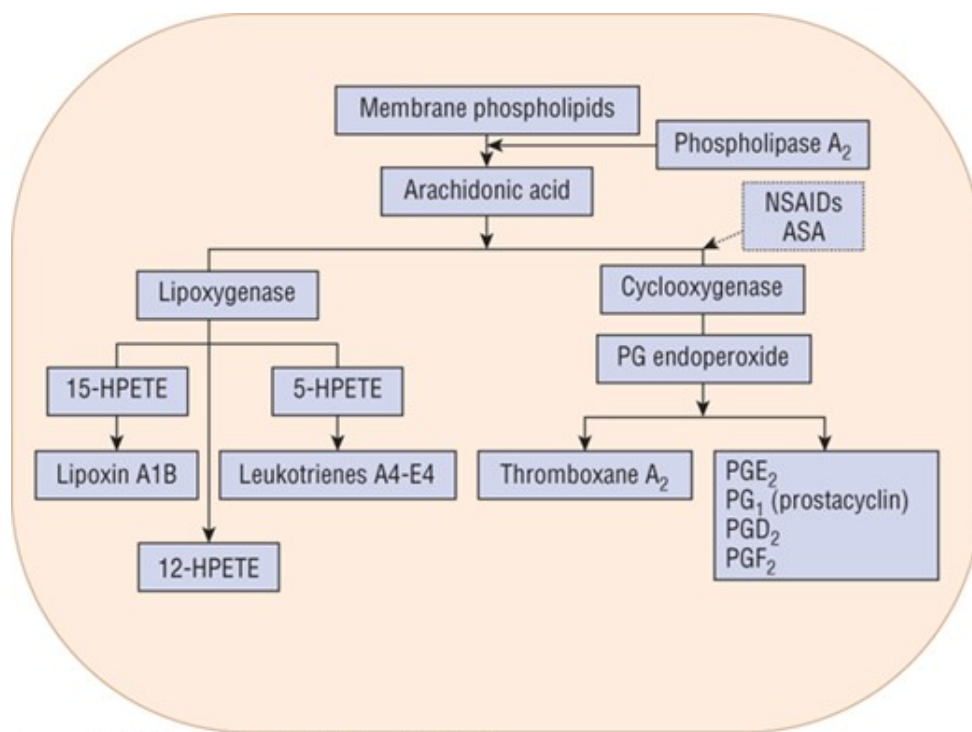 Membrane phospholipids
Phospholipase A₂
Arachidonic acid
NSAIDs
ASA
Lipoxygenase
Cyclooxygenase
PG endoperoxide
15-HPETE
5-HPETE
Lipoxin A1B
Leukotrienes A4-E4
Thromboxane A₂
PGE₂
PG₁ (prostacyclin)
PGD₂
PGF₂
12-HPETE